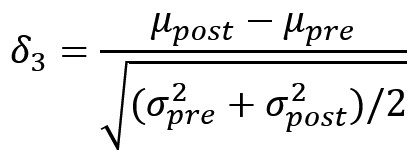 δ₃ = (μ_post − μ_pre) / √((σ²_pre + σ²_post)/2)